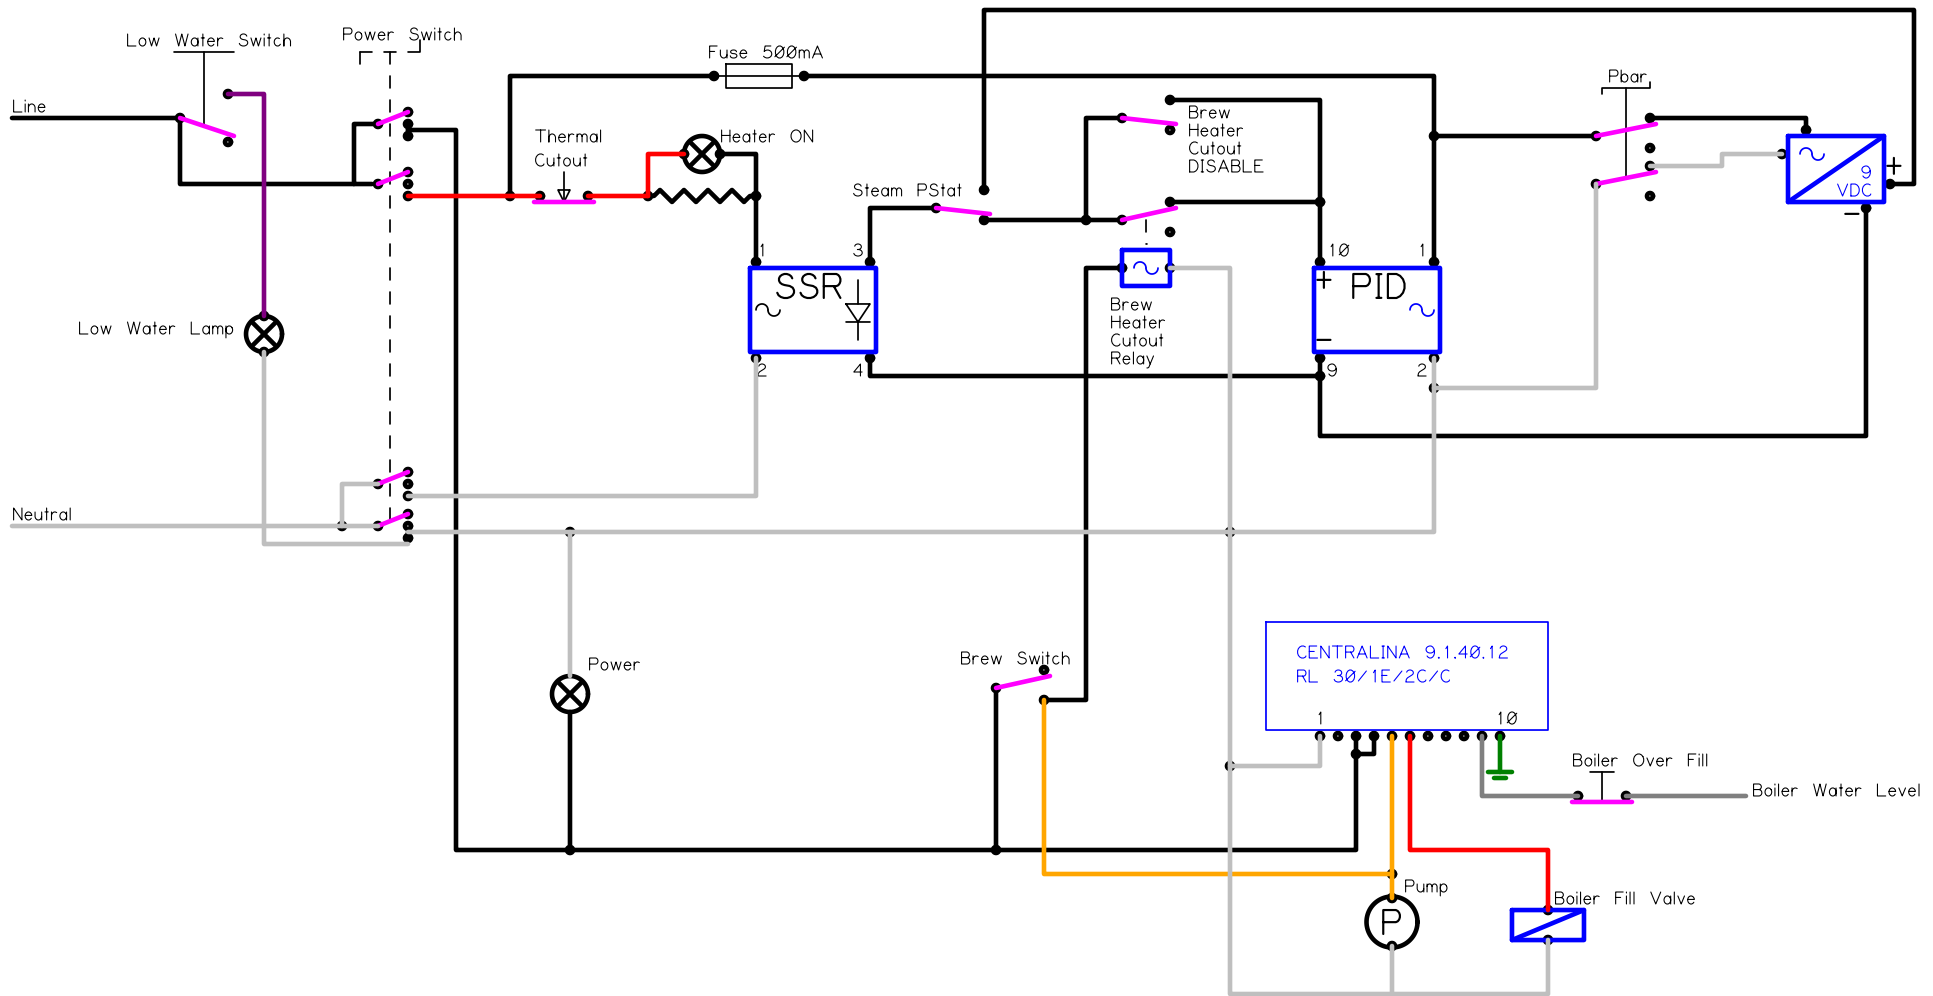 Low Water Switch
Power Switch
Fuse 500mA
Pbar
Line
Thermal
Cutout
Heater ON
Brew
Heater
Cutout
DISABLE
Steam PStat
+
9
VDC
−
1
3
10
1
SSR
+
PID
−
Brew
Heater
Cutout
Relay
Low Water Lamp
2
4
9
2
Neutral
Power
Brew Switch
CENTRALINA 9.1.40.12
RL 30/1E/2C/C
1
10
Boiler Over Fill
Boiler Water Level
Pump
P
Boiler Fill Valve